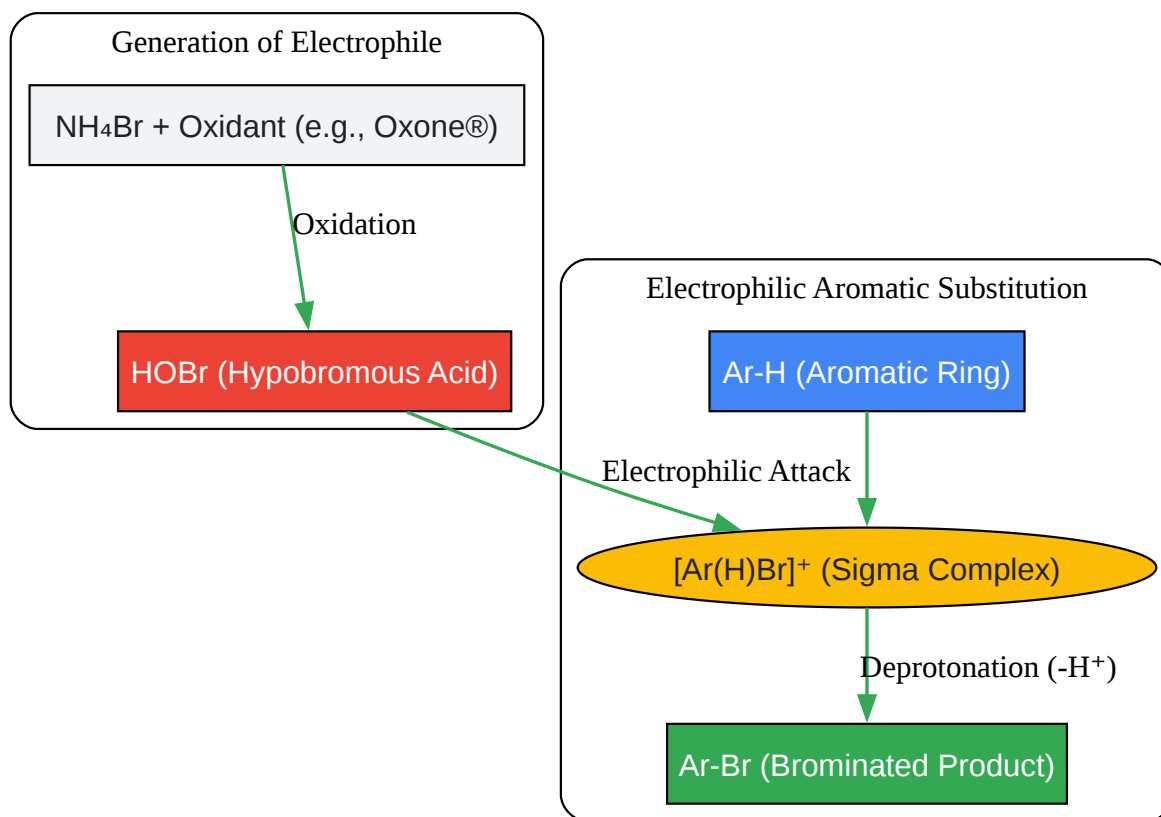 Generation of Electrophile
NH₄Br + Oxidant (e.g., Oxone®)
Oxidation
HOBr (Hypobromous Acid)
Electrophilic Aromatic Substitution
Ar-H (Aromatic Ring)
Electrophilic Attack
[Ar(H)Br]⁺ (Sigma Complex)
Deprotonation (-H⁺)
Ar-Br (Brominated Product)